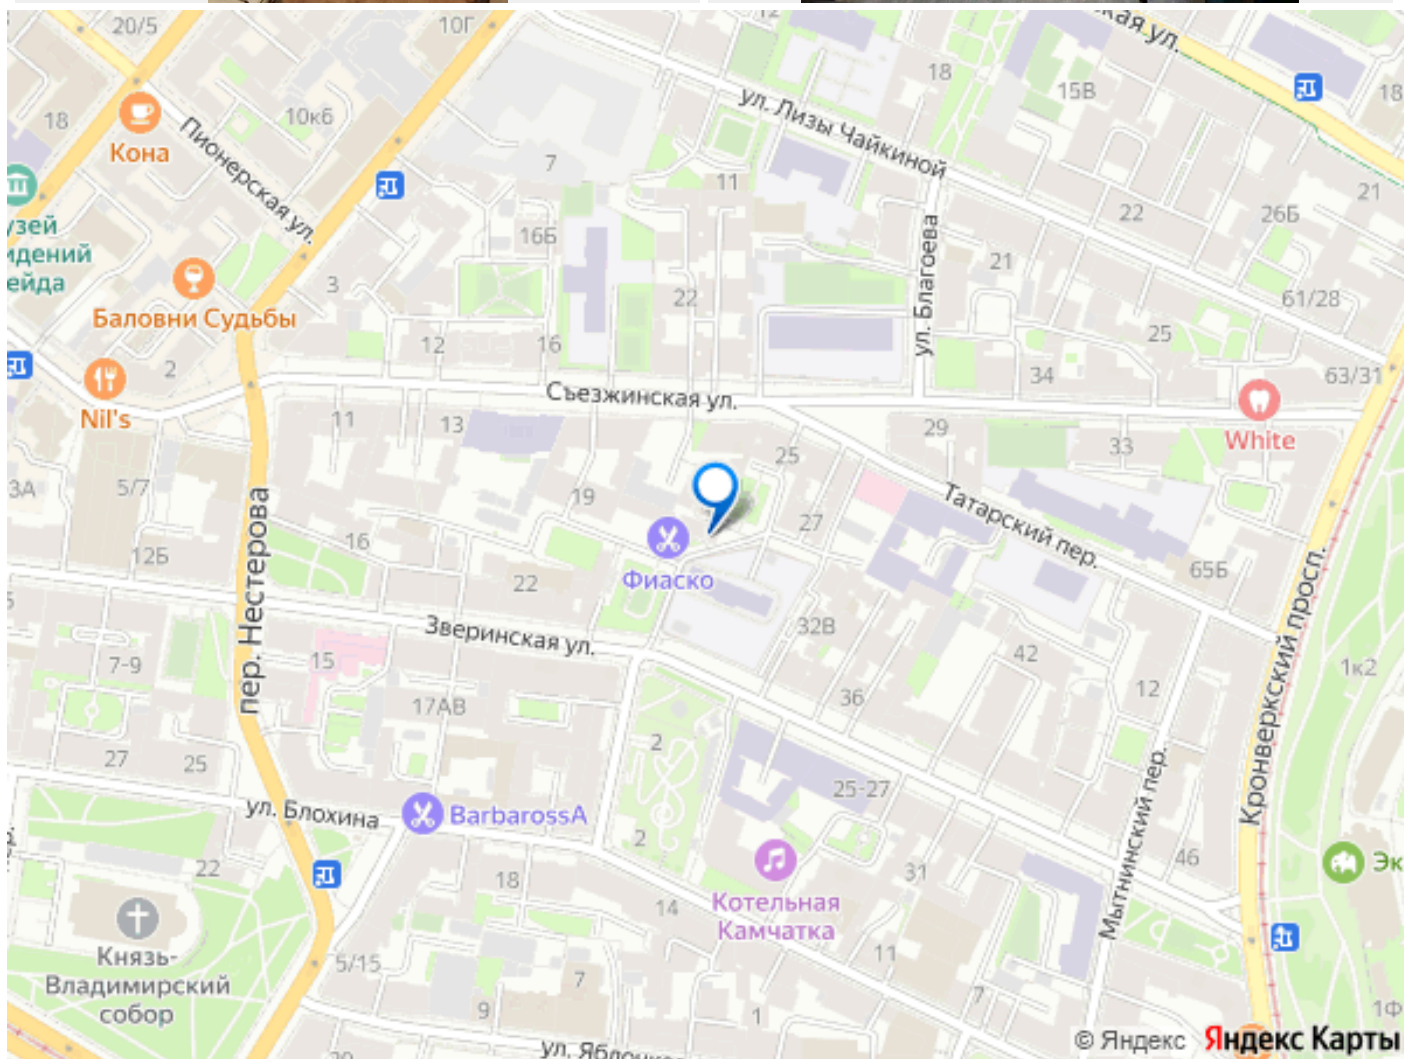 20/5
10Г
12
18
10к6
Кона
Пионерская ул.
7
ул. Лизы Чайкиной
11
18
15В
18
21
22
26Б
16Б
3
22
21
61/28
25
ул. Благоева
Баловни Судьбы
2
12
16
34
63/31
Nil's
Съезжинская ул.
White
11
13
29
33
25
3А
5/7
19
27
Татарский пер.
12Б
16
22
Фиаско
65Б
пер. Нестерова
Зверинская ул.
32В
42
Кронверкский просп.
1к2
7-9
15
17АВ
36
12
27
25
2
25-27
Мытнинский пер.
ул. Блохина
BarbarossA
2
22
18
31
46
Котельная
Камчатка
14
11
Князь-
Владимирский
собор
5/15
7
9
1
7
1Ф
© Яндекс Яндекс Карты